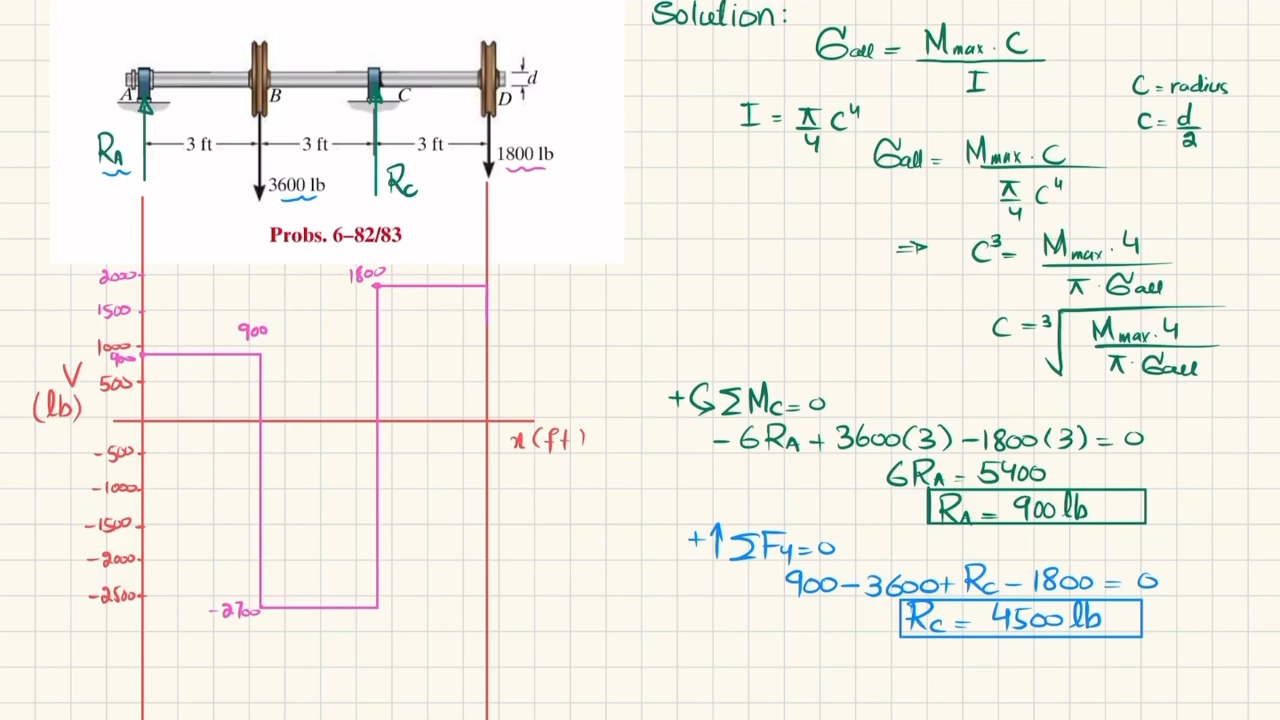 Solution:
σall = Mmax · C / I
C = radius
C = d/2
I = π/4 C⁴
σall = Mmax · C / π/4 C⁴
=> C³ = Mmax · 4 / π · σall
C = ³√ Mmax · 4 / π · σall
+↺ΣMc = 0
-6RA + 3600(3) - 1800(3) = 0
6RA = 5400
RA = 900 lb
+↑ΣFy = 0
900 - 3600 + Rc - 1800 = 0
Rc = 4500 lb
d
A B C D
RA 3 ft 3 ft 3 ft 1800 lb
3600 lb Rc
Probs. 6–82/83
2000 1800
1500
1000 900
900
V 500
(lb)
x (ft)
-500
-1000
-1500
-2000
-2500
-2700